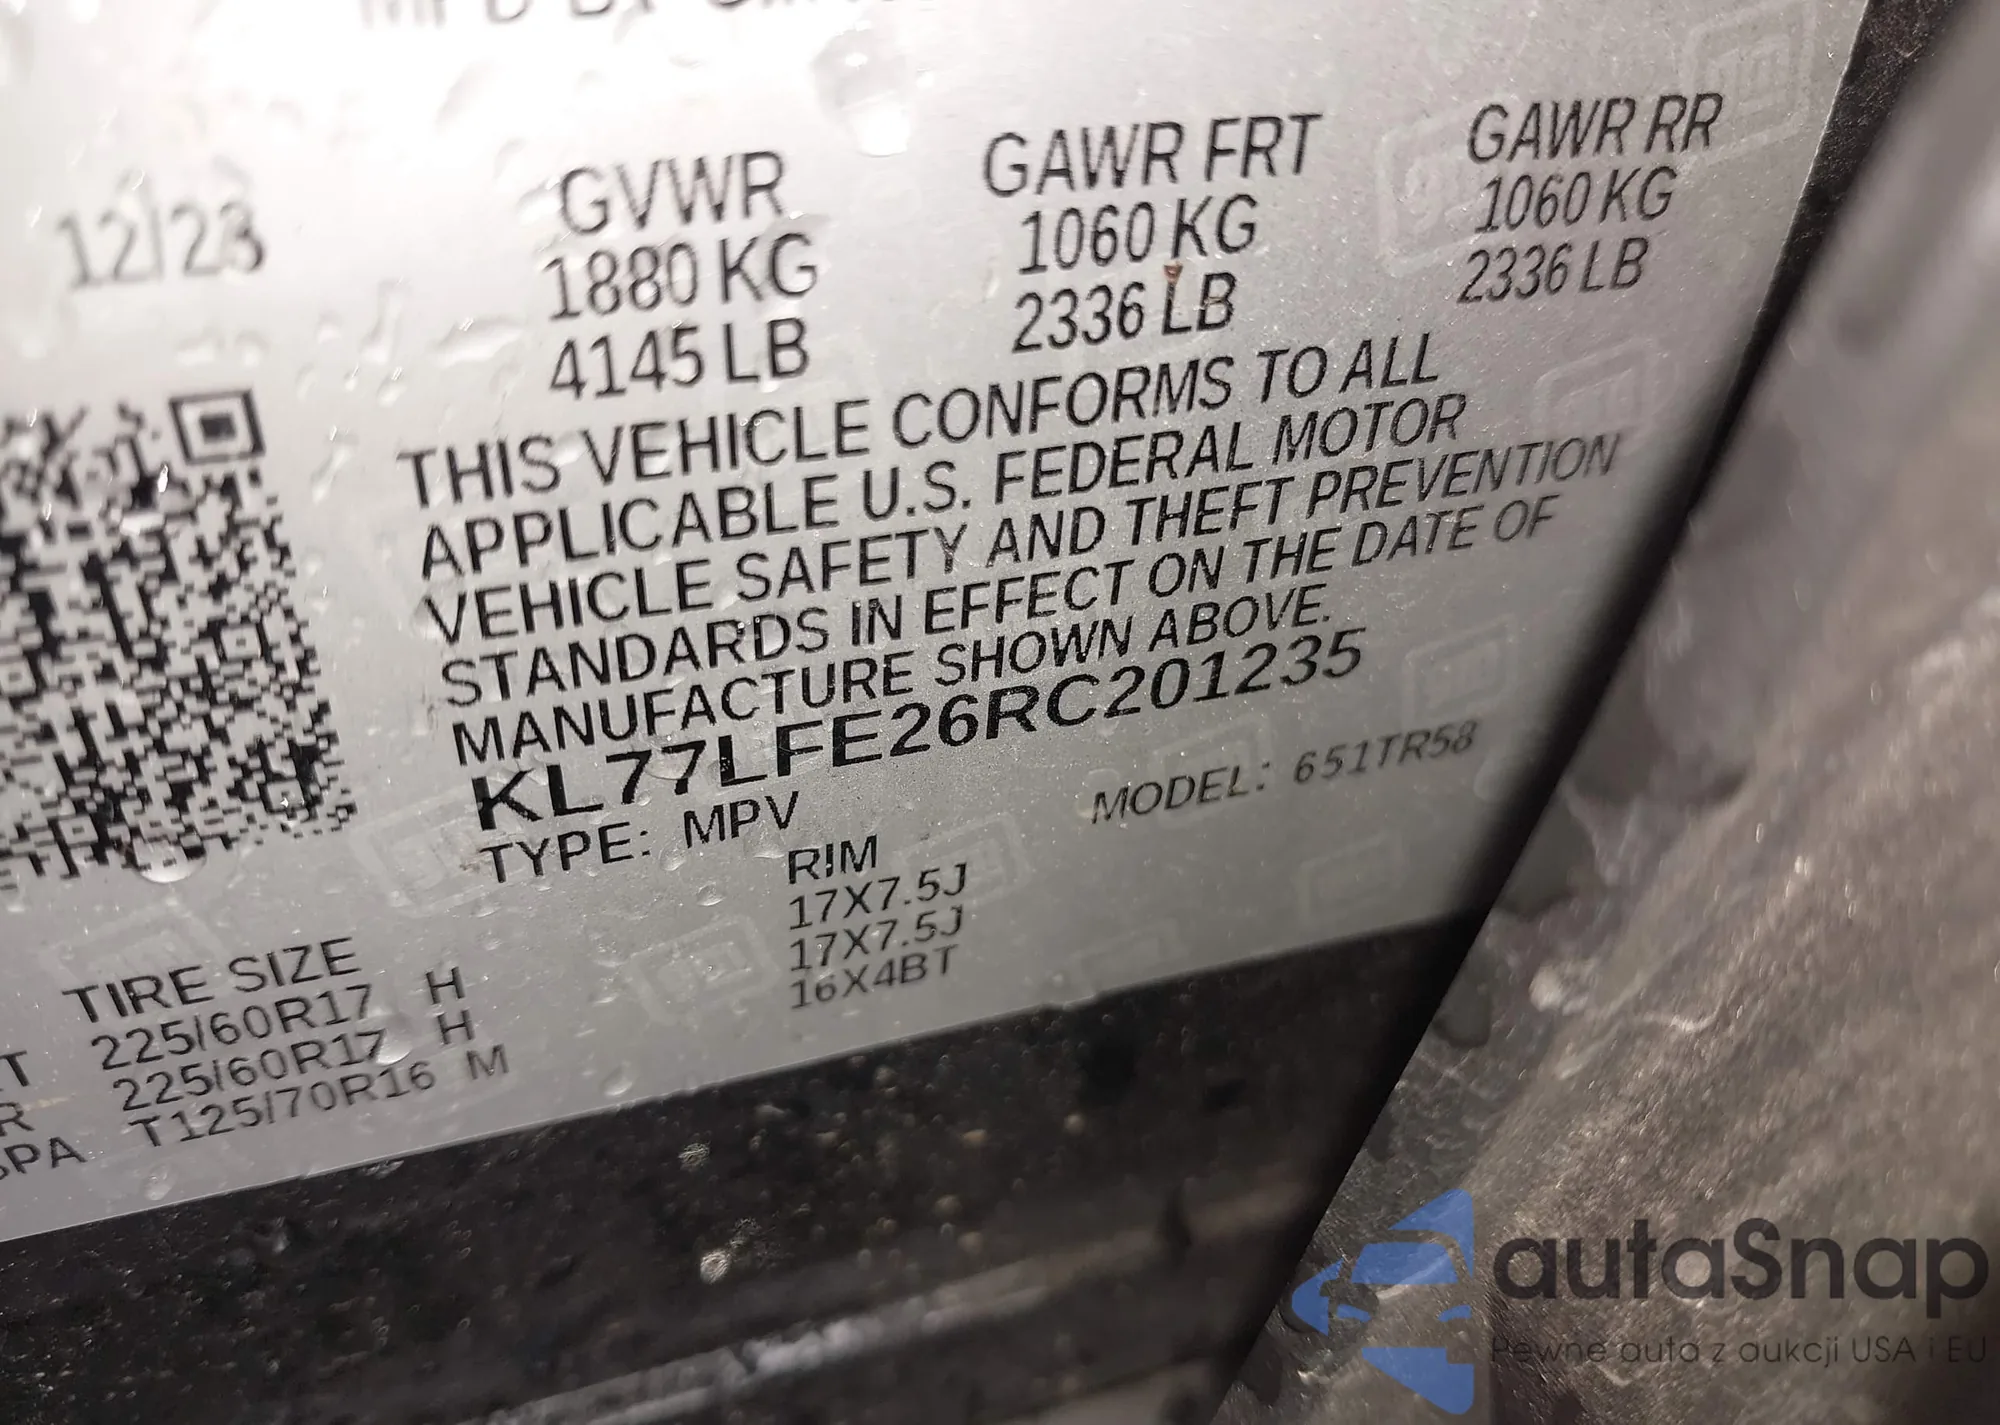 MFD BY
12/23
GVWR
1880 KG
4145 LB
GAWR FRT
1060 KG
2336 LB
GAWR RR
1060 KG
2336 LB
THIS VEHICLE CONFORMS TO ALL
APPLICABLE U.S. FEDERAL MOTOR
VEHICLE SAFETY AND THEFT PREVENTION
STANDARDS IN EFFECT ON THE DATE OF
MANUFACTURE SHOWN ABOVE.
KL77LFE26RC201235
TYPE: MPV
MODEL: 651TR58
TIRE SIZE
RIM
225/60R17 H
17X7.5J
225/60R17 H
17X7.5J
SPA T125/70R16 M
16X4BT
autaSnap
Pewne auta z aukcji USA i EU